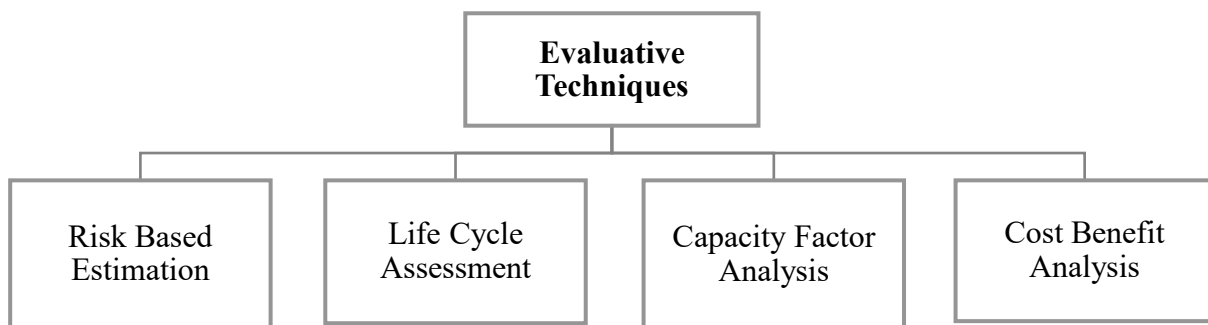 Evaluative
Techniques
Risk Based
Estimation
Life Cycle
Assessment
Capacity Factor
Analysis
Cost Benefit
Analysis